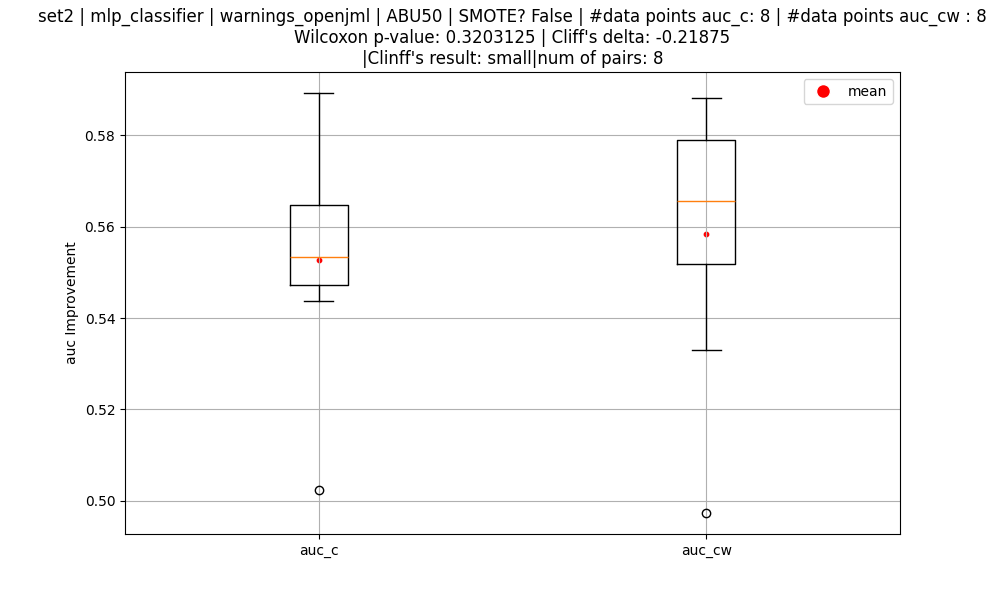 set2 | mlp_classifier | warnings_openjml | ABU50 | SMOTE? False | #data points auc_c: 8 | #data points auc_cw : 8
Wilcoxon p-value: 0.3203125 | Cliff's delta: -0.21875
|Clinff's result: small|num of pairs: 8
mean
0.58
0.56
0.54
0.52
0.50
auc Improvement
auc_c
auc_cw